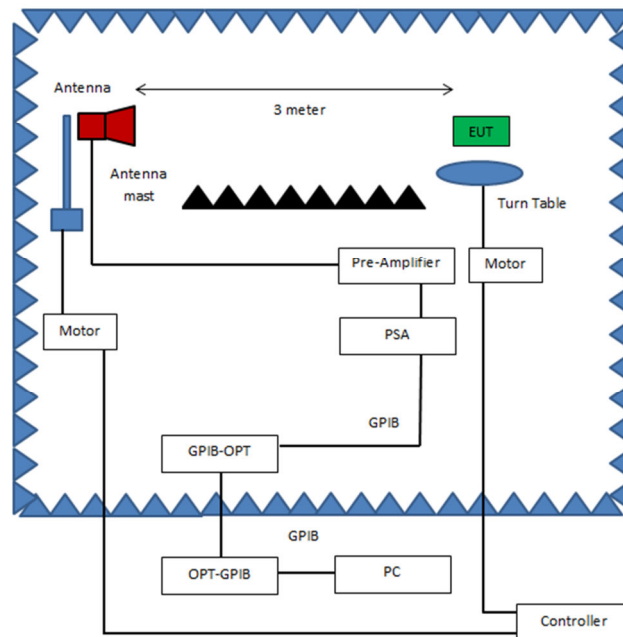 Antenna
3 meter
EUT
Antenna
mast
Turn Table
Pre-Amplifier
Motor
Motor
PSA
GPIB
GPIB-OPT
GPIB
OPT-GPIB
PC
Controller